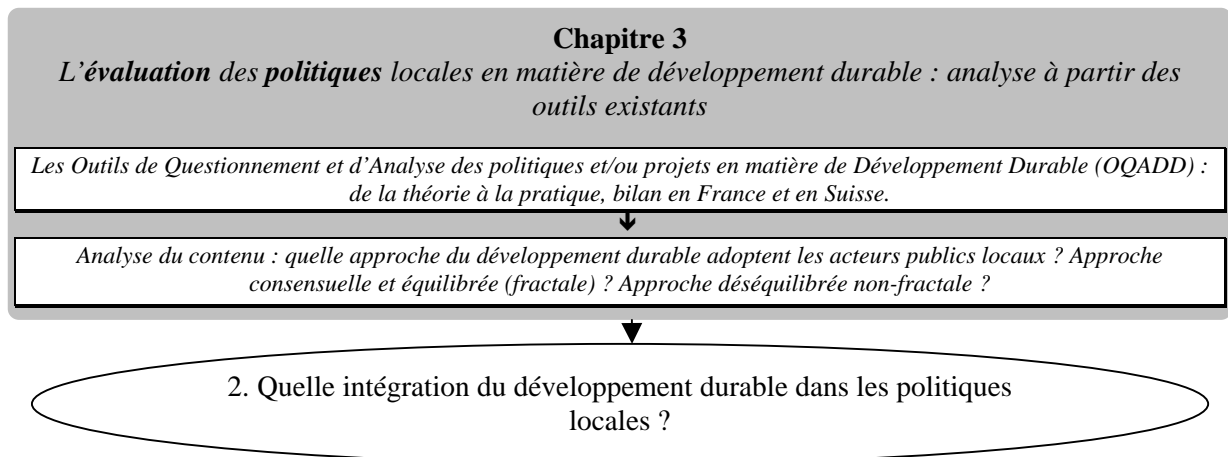 Chapitre 3
L'évaluation des politiques locales en matière de développement durable : analyse à partir des
outils existants
Les Outils de Questionnement et d'Analyse des politiques et/ou projets en matière de Développement Durable (OQADD) :
de la théorie à la pratique, bilan en France et en Suisse.
Analyse du contenu : quelle approche du développement durable adoptent les acteurs publics locaux ? Approche
consensuelle et équilibrée (fractale) ? Approche déséquilibrée non-fractale ?
2. Quelle intégration du développement durable dans les politiques
locales ?